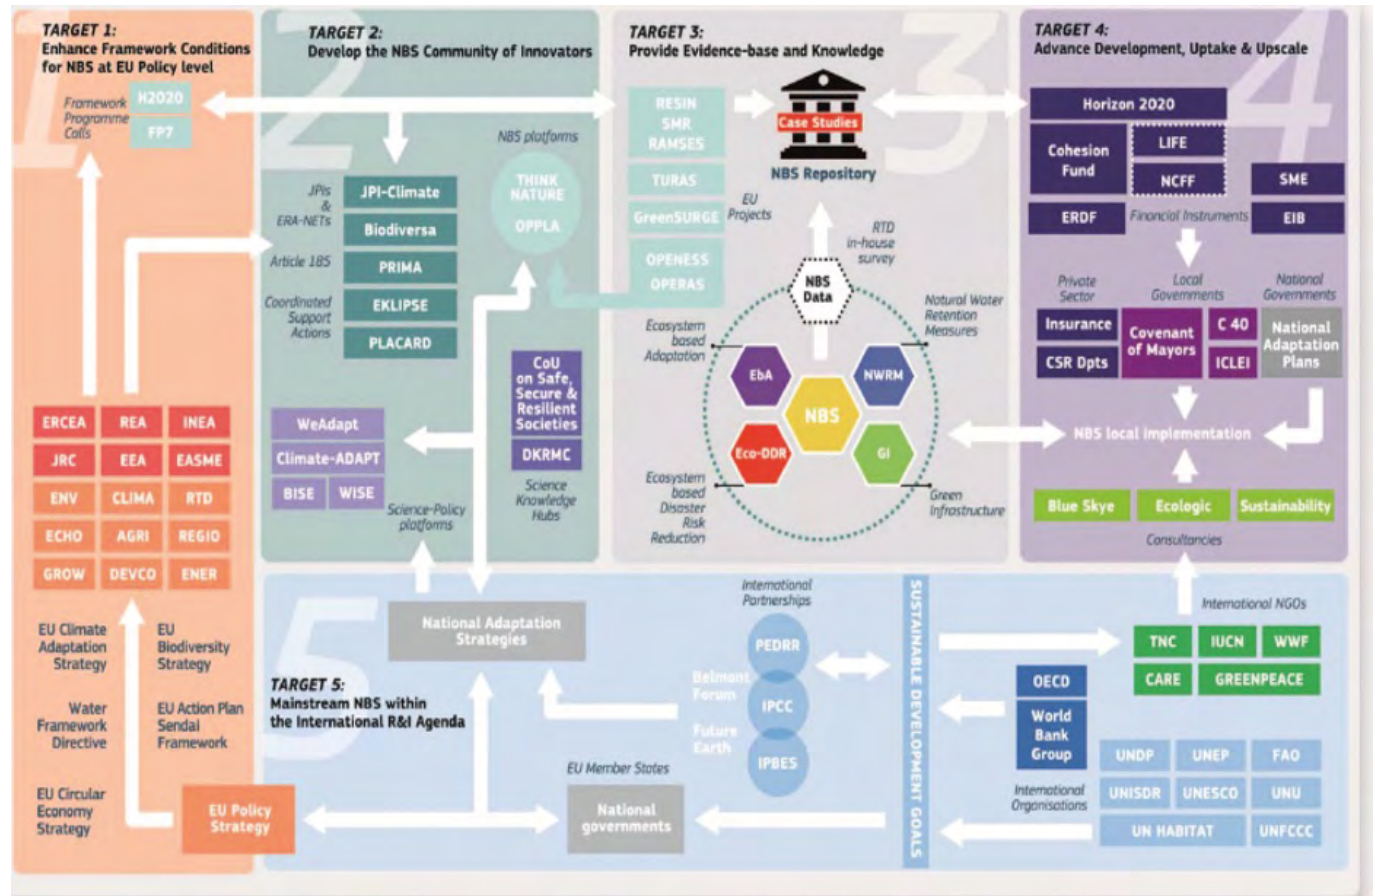 TARGET 1:
Enhance Framework Conditions
for NBS at EU Policy level
Framework
Programme
Calls
H2020
FP7
ERCEA
REA
INEA
JRC
EEA
EASME
ENV
CLIMA
RTD
ECHO
AGRI
REGIO
GROW
DEVCO
ENER
EU Climate
Adaptation
Strategy
EU
Biodiversity
Strategy
Water
Framework
Directive
EU Action Plan
Sendai
Framework
EU Circular
Economy
Strategy
EU Policy
Strategy
TARGET 2:
Develop the NBS Community of Innovators
NBS platforms
THINK
NATURE
OPPLA
JPIs
&
ERA-NETs
JPI-Climate
Biodiversa
Article 185
PRIMA
Coordinated
Support
Actions
EKLIPSE
PLACARD
CoU
on Safe,
Secure &
Resilient
Societies
DKRMC
Science
Knowledge
Hubs
WeAdapt
Climate-ADAPT
BISE
WISE
Science-Policy
platforms
TARGET 3:
Provide Evidence-base and Knowledge
RESIN
SMR
RAMSES
TURAS
GreenSURGE
OPENESS
OPERAS
EU
Projects
Case Studies
NBS Repository
RTD
in-house
survey
NBS
Data
Ecosystem
based
Adaptation
Natural Water
Retention
Measures
EbA
NWRM
NBS
Eco-DDR
GI
Ecosystem
based
Disaster
Risk
Reduction
Green
Infrastructure
TARGET 4:
Advance Development, Uptake & Upscale
Horizon 2020
Cohesion
Fund
LIFE
NCFF
SME
ERDF
Financial Instruments
EIB
Private
Sector
Local
Governments
National
Governments
Insurance
CSR Dpts
Covenant
of Mayors
C 40
ICLEI
National
Adaptation
Plans
NBS local implementation
Blue Skye
Ecologic
Sustainability
Consultancies
TARGET 5:
Mainstream NBS within
the International R&I Agenda
National Adaptation
Strategies
International
Partnerships
PEDRR
Belmont
Forum
IPCC
Future
Earth
IPBES
EU Member States
National
governments
SUSTAINABLE DEVELOPMENT GOALS
International NGOs
TNC
IUCN
WWF
CARE
GREENPEACE
OECD
World
Bank
Group
International
Organisations
UNDP
UNEP
FAO
UNISDR
UNESCO
UNU
UN HABITAT
UNFCCC
1
2
3
4
5